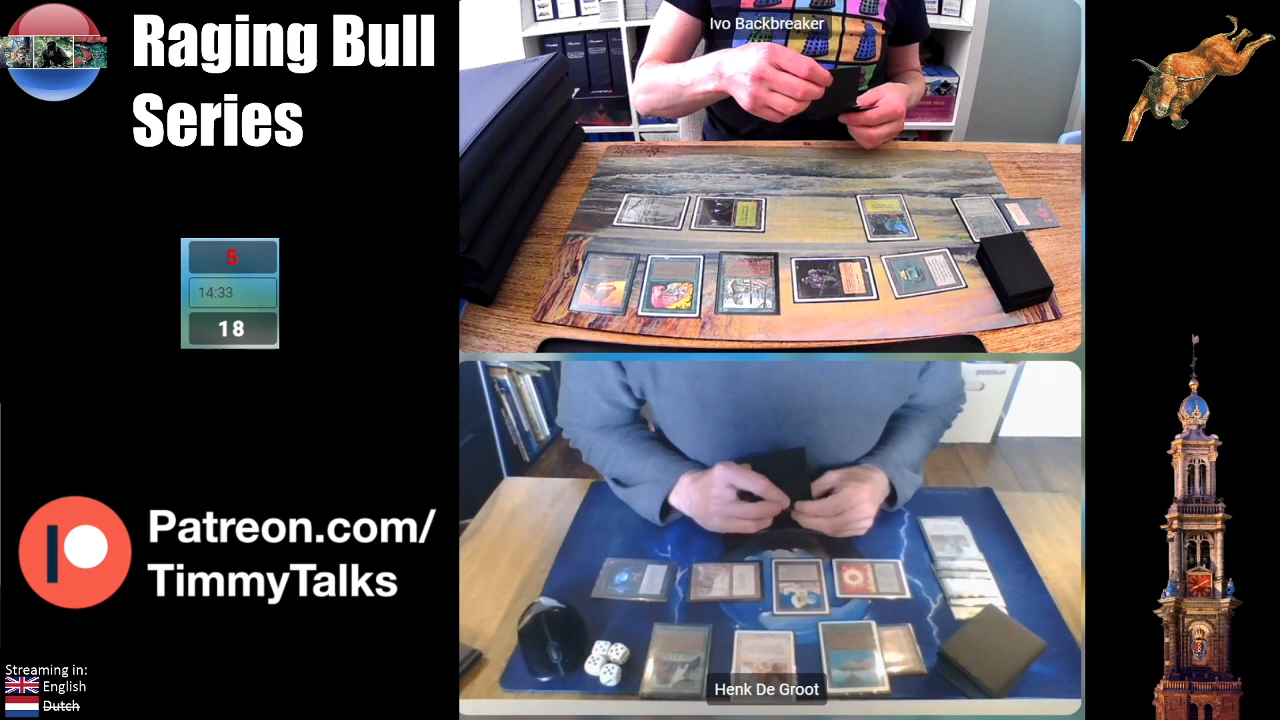 Raging Bull
Series
5
14:33
18
Patreon.com/
TimmyTalks
Streaming in:
English
Dutch
Ivo Backbreaker
Henk De Groot